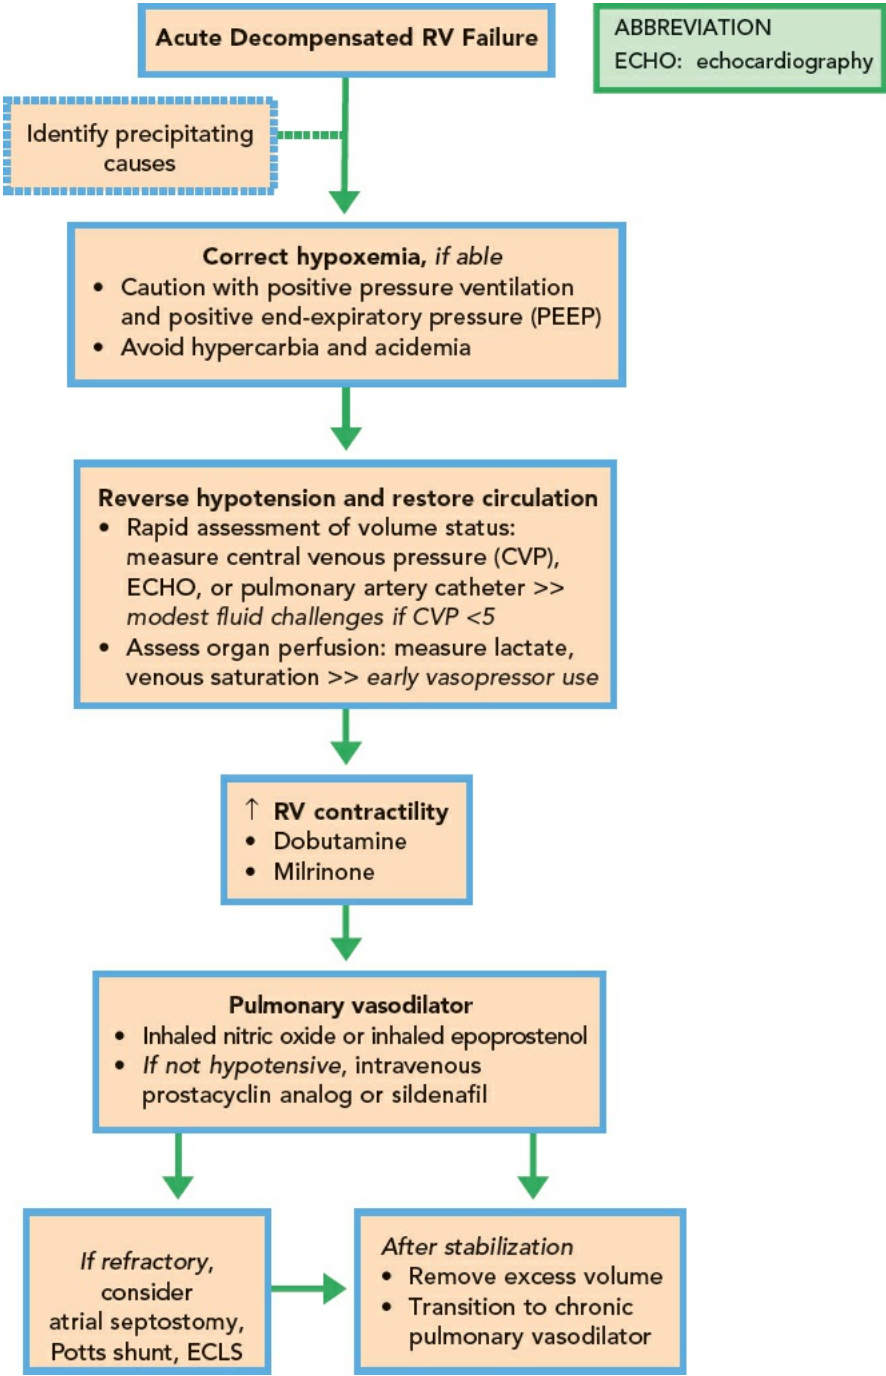 Acute Decompensated RV Failure
ABBREVIATION
ECHO: echocardiography
Identify precipitating
causes
Correct hypoxemia, if able
• Caution with positive pressure ventilation
and positive end-expiratory pressure (PEEP)
• Avoid hypercarbia and acidemia
Reverse hypotension and restore circulation
• Rapid assessment of volume status:
measure central venous pressure (CVP),
ECHO, or pulmonary artery catheter >>
modest fluid challenges if CVP <5
• Assess organ perfusion: measure lactate,
venous saturation >> early vasopressor use
↑ RV contractility
• Dobutamine
• Milrinone
Pulmonary vasodilator
• Inhaled nitric oxide or inhaled epoprostenol
• If not hypotensive, intravenous
prostacyclin analog or sildenafil
If refractory,
consider
atrial septostomy,
Potts shunt, ECLS
After stabilization
• Remove excess volume
• Transition to chronic
pulmonary vasodilator